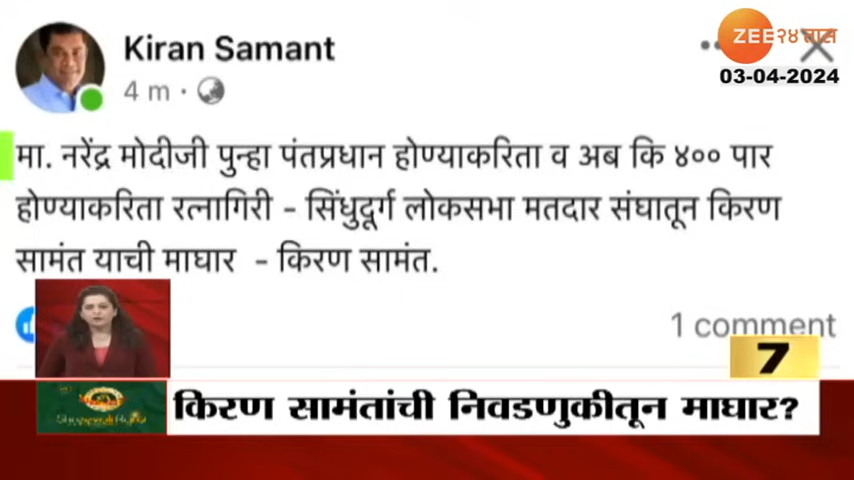 Kiran Samant
4 m
ZEE२४तास
03-04-2024
मा. नरेंद्र मोदीजी पुन्हा पंतप्रधान होण्याकरिता व अब कि ४०० पार
होण्याकरिता रत्नागिरी - सिंधुदूर्ग लोकसभा मतदार संघातून किरण
सामंत याची माघार - किरण सामंत.
1 comment
7
किरण सामंतांची निवडणुकीतून माघार?